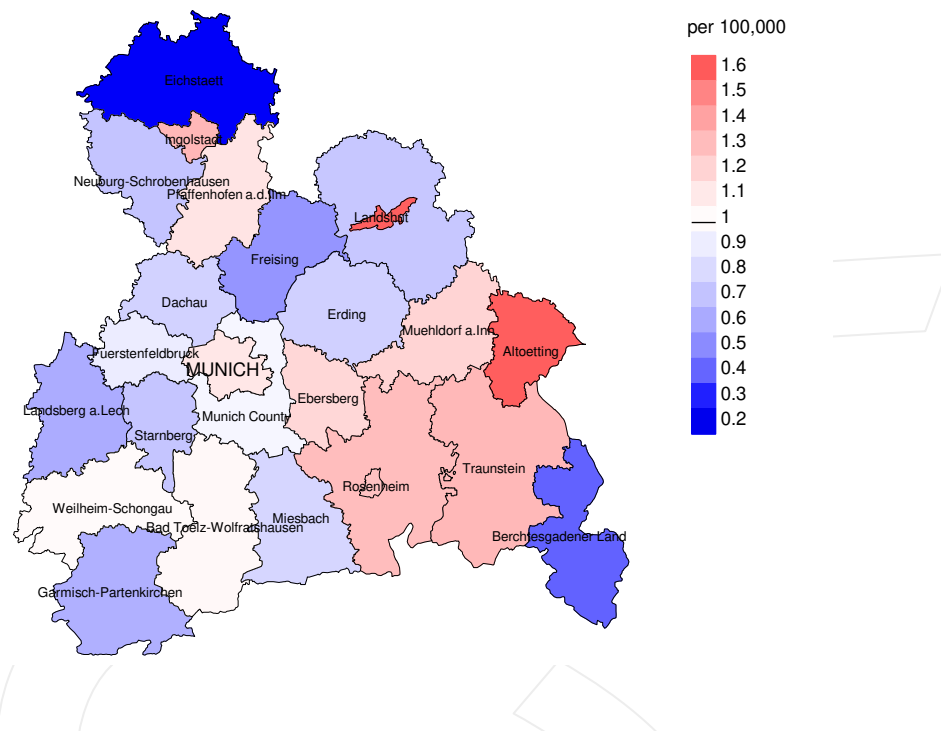 per 100,000
1.6
1.5
1.4
1.3
1.2
1.1
1
0.9
0.8
0.7
0.6
0.5
0.4
0.3
0.2
Eichstaett
Ingolstadt
Neuburg-Schrobenhausen
Pfaffenhofen a.d.Ilm
Landshut
Freising
Dachau
Erding
Muehldorf a.Inn
Altoetting
Fuerstenfeldbruck
MUNICH
Ebersberg
Landsberg a.Lech
Munich County
Starnberg
Traunstein
Rosenheim
Weilheim-Schongau
Miesbach
Bad Toelz-Wolfratshausen
Berchtesgadener Land
Garmisch-Partenkirchen